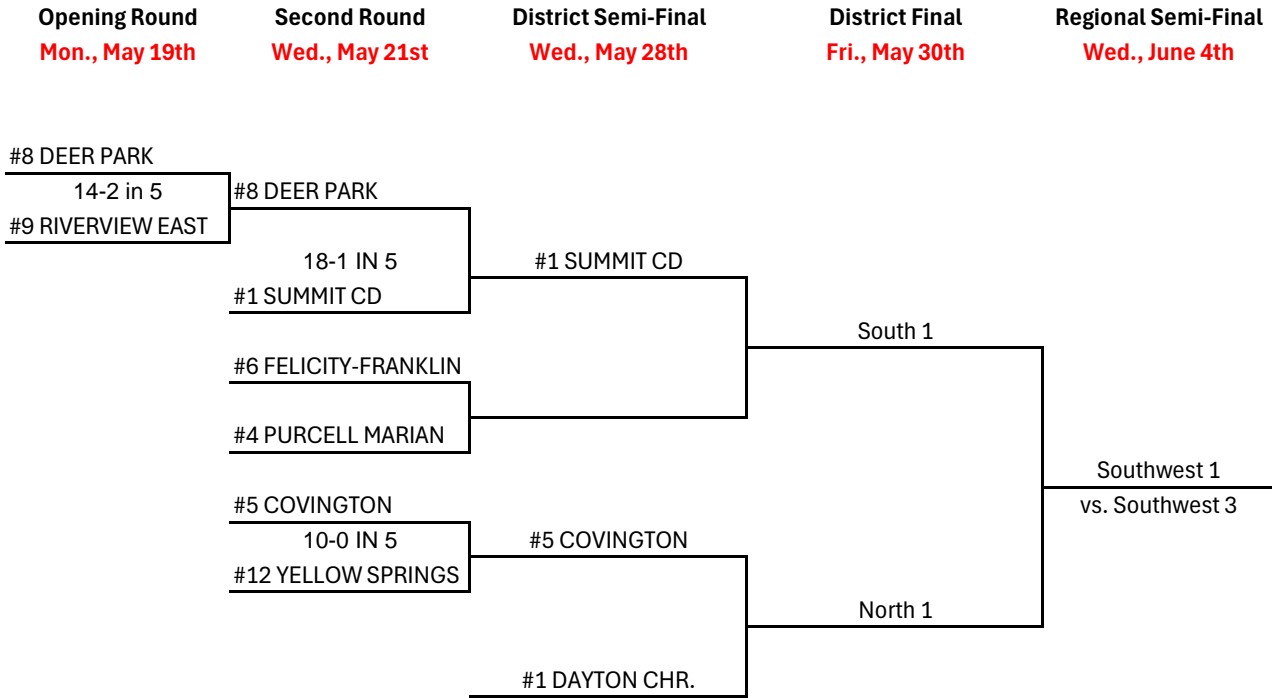 Opening Round
Second Round
District Semi-Final
District Final
Regional Semi-Final
Mon., May 19th
Wed., May 21st
Wed., May 28th
Fri., May 30th
Wed., June 4th
#8 DEER PARK
14-2 in 5
#8 DEER PARK
#9 RIVERVIEW EAST
18-1 IN 5
#1 SUMMIT CD
#1 SUMMIT CD
South 1
#6 FELICITY-FRANKLIN
#4 PURCELL MARIAN
Southwest 1
#5 COVINGTON
vs. Southwest 3
10-0 IN 5
#5 COVINGTON
#12 YELLOW SPRINGS
North 1
#1 DAYTON CHR.